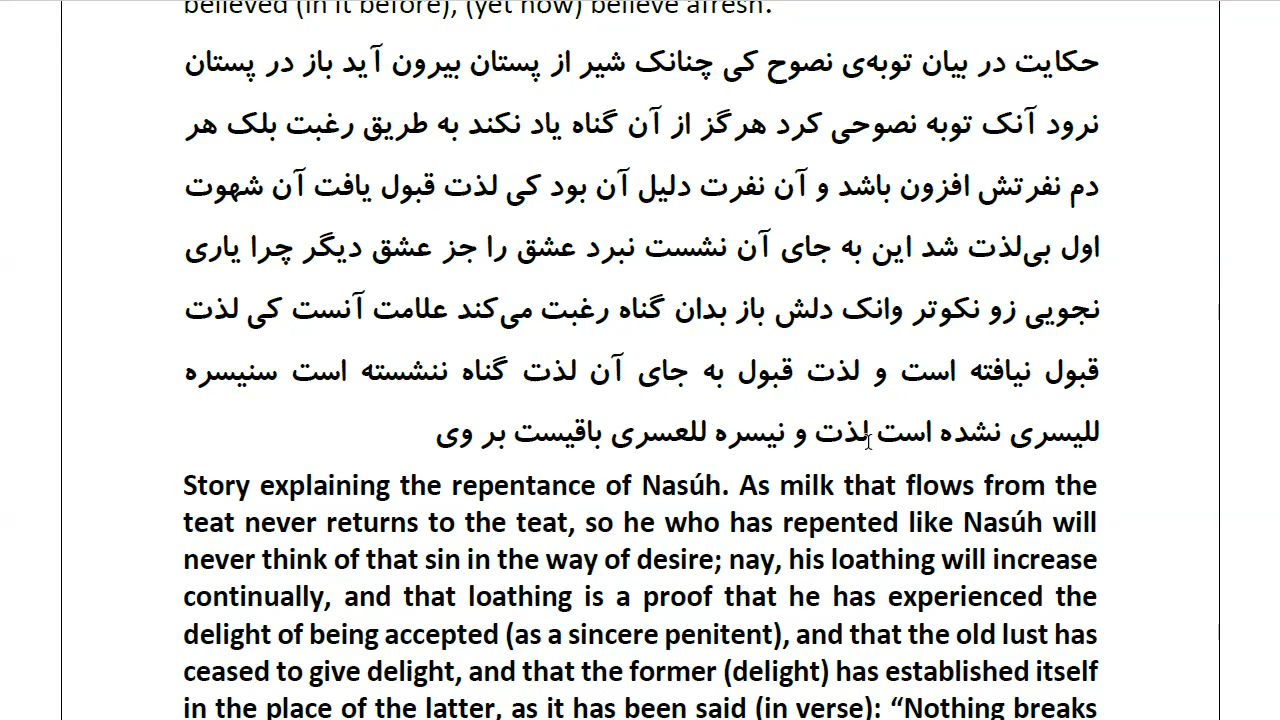 believed (in it before), (yet now) believe afresh.
حکایت در بیان توبه‌ی نصوح کی چنانک شیر از پستان بیرون آید باز در پستان
نرود آنک توبه نصوحی کرد هرگز از آن گناه یاد نکند به طریق رغبت بلک هر
دم نفرتش افزون باشد و آن نفرت دلیل آن بود کی لذت قبول یافت آن شهوت
اول بی‌لذت شد این به جای آن نشست نبرد عشق را جز عشق دیگر چرا یاری
نجویی زو نکوتر وانک دلش باز بدان گناه رغبت می‌کند علامت آنست کی لذت
قبول نیافته است و لذت قبول به جای آن لذت گناه ننشسته است سنیسره
للیسری نشده است لذت و نیسره للعسری باقیست بر وی
Story explaining the repentance of Nasúh. As milk that flows from the
teat never returns to the teat, so he who has repented like Nasúh will
never think of that sin in the way of desire; nay, his loathing will increase
continually, and that loathing is a proof that he has experienced the
delight of being accepted (as a sincere penitent), and that the old lust has
ceased to give delight, and that the former (delight) has established itself
in the place of the latter, as it has been said (in verse): “Nothing breaks